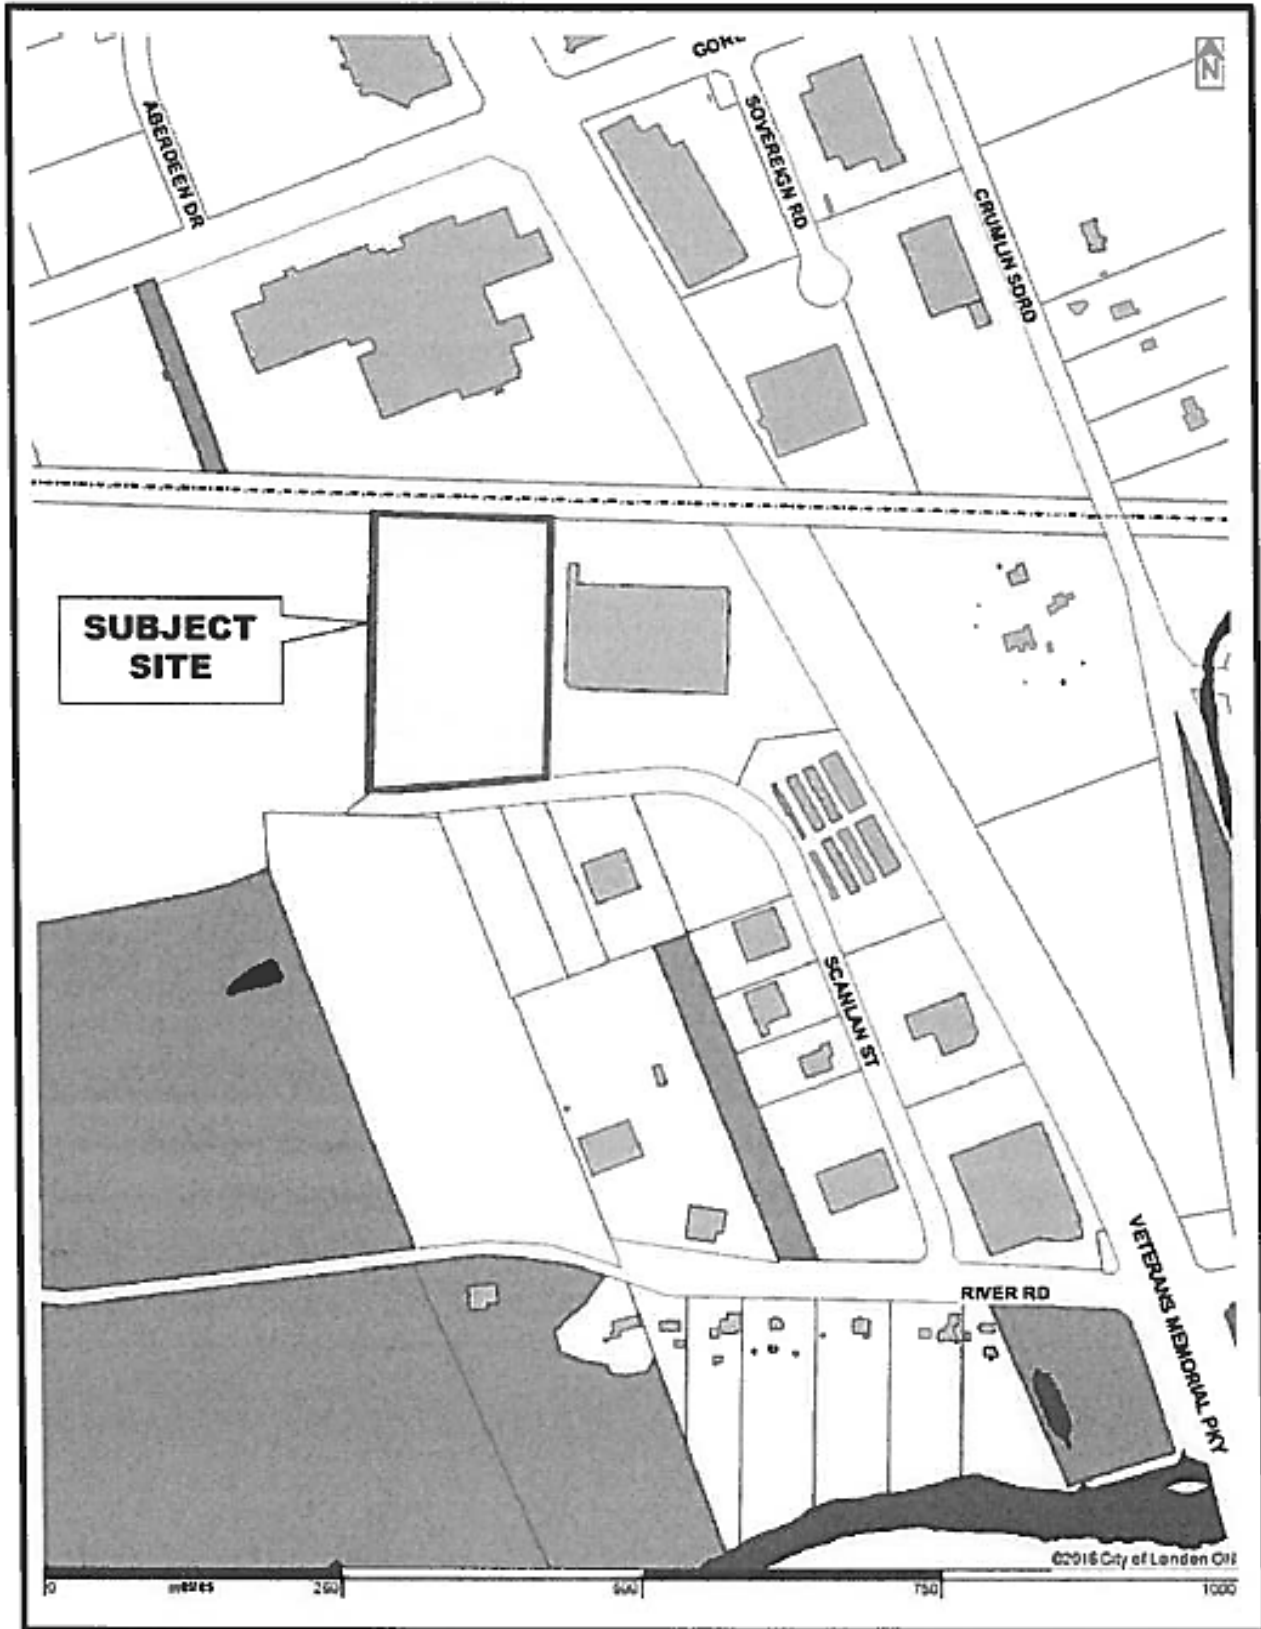 N
ABERDEEN DR
SOVEREIGN RD
CRUMLIN SDRD
SUBJECT
SITE
SCANLAN ST
RIVER RD
VETERANS MEMORIAL PKY
©2016 City of London ON
0 metres 250 500 750 1000